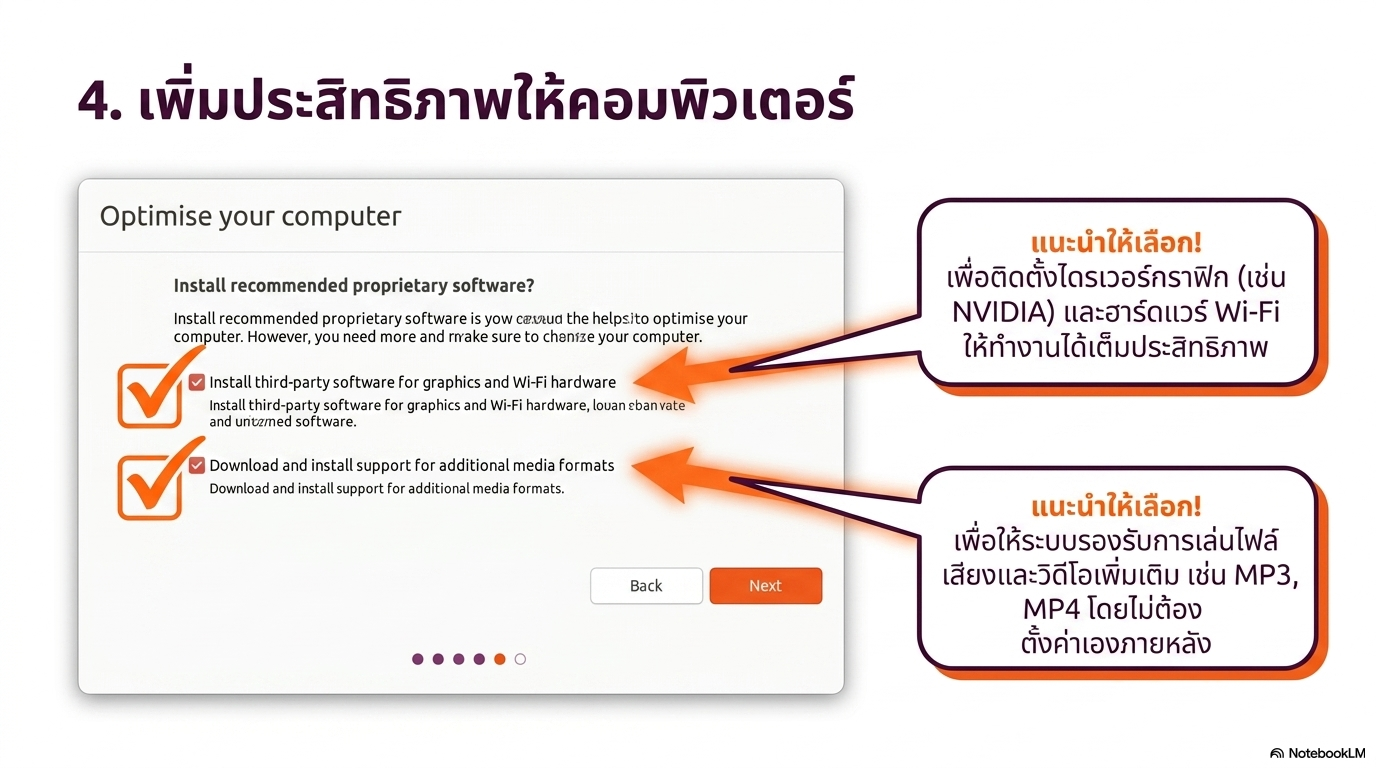 4. เพิ่มประสิทธิภาพให้คอมพิวเตอร์
Optimise your computer
Install recommended proprietary software?
Install recommended proprietary software is yow the to optimise your
computer. However, you need more and make sure to your computer.
Install third-party software for graphics and Wi-Fi hardware
Install third-party software for graphics and Wi-Fi hardware,
and software.
Download and install support for additional media formats
Download and install support for additional media formats.
Back
Next
แนะนำให้เลือก!
เพื่อติดตั้งไดรเวอร์กราฟิก (เช่น
NVIDIA) และฮาร์ดแวร์ Wi-Fi
ให้ทำงานได้เต็มประสิทธิภาพ
แนะนำให้เลือก!
เพื่อให้ระบบรองรับการเล่นไฟล์
เสียงและวิดีโอเพิ่มเติม เช่น MP3,
MP4 โดยไม่ต้อง
ตั้งค่าเองภายหลัง
NotebookLM